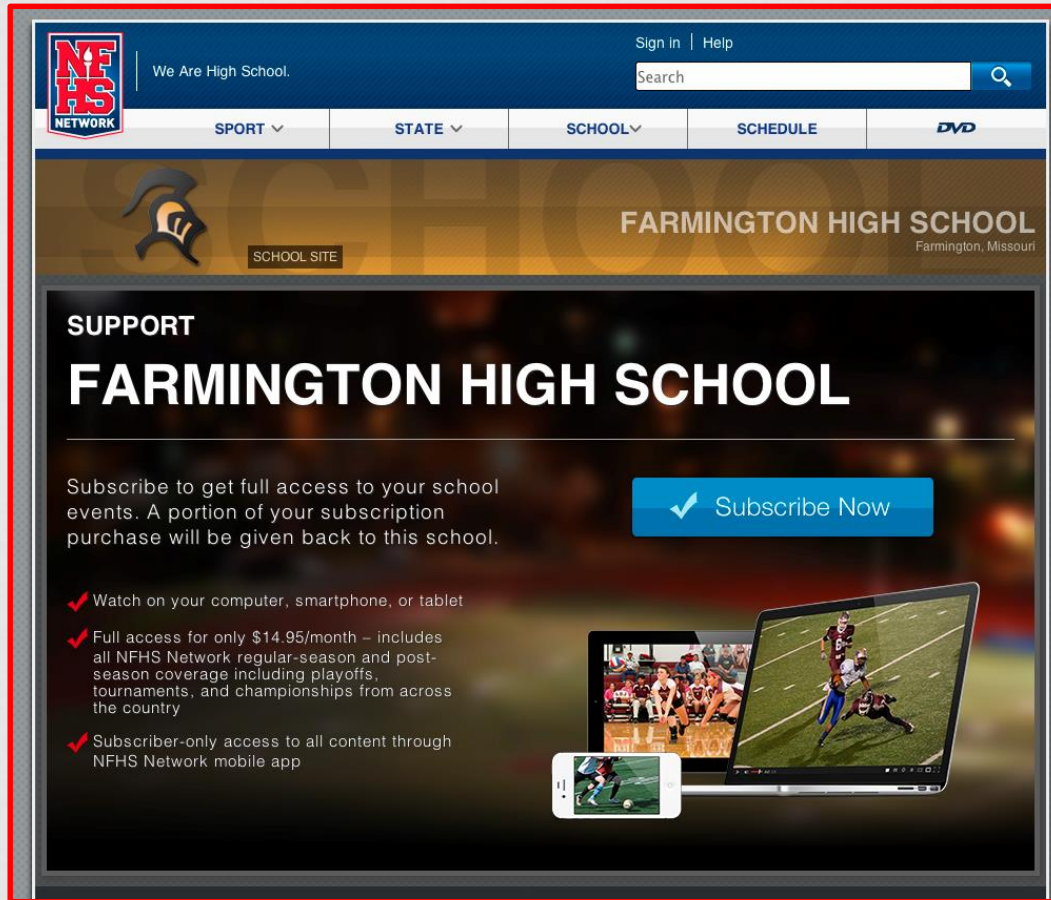 NF
HS
NETWORK
We Are High School.
Sign in | Help
Search
SPORT
STATE
SCHOOL
SCHEDULE
DVD
SCHOOL
SCHOOL SITE
FARMINGTON HIGH SCHOOL
Farmington, Missouri
SUPPORT
FARMINGTON HIGH SCHOOL
Subscribe to get full access to your school
events. A portion of your subscription
purchase will be given back to this school.
Subscribe Now
Watch on your computer, smartphone, or tablet
Full access for only $14.95/month – includes
all NFHS Network regular-season and post-
season coverage including playoffs,
tournaments, and championships from across
the country
Subscriber-only access to all content through
NFHS Network mobile app